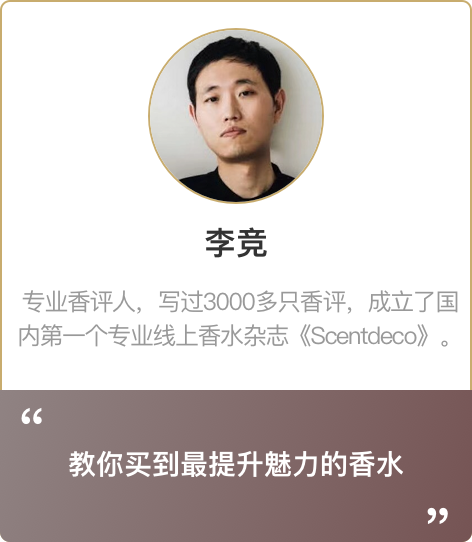 李竞
专业香评人，写过3000多只香评，成立了国
内第一个专业线上香水杂志《Scentdeco》。
“
教你买到最提升魅力的香水
”